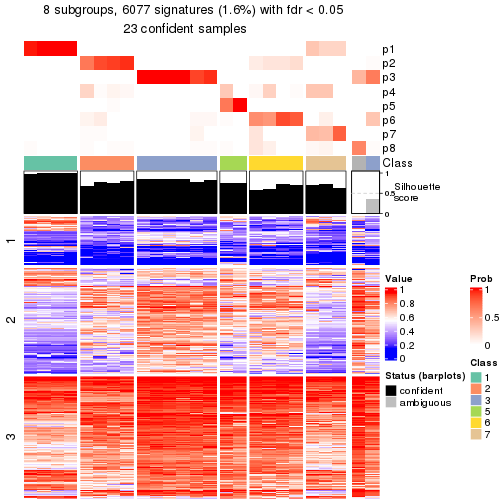 8 subgroups, 6077 signatures (1.6%) with fdr < 0.05
23 confident samples
p1
p2
p3
p4
p5
p6
p7
p8
Class
1
0.5
0
Silhouette
score
1
2
3
Value
1
0.8
0.6
0.4
0.2
0
Status (barplots)
confident
ambiguous
Prob
1
0.5
0
Class
1
2
3
5
6
7